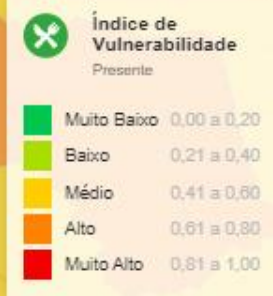 Índice de
Vulnerabilidade
Presente
Muito Baixo 0,00 a 0,20
Baixo 0,21 a 0,40
Médio 0,41 a 0,60
Alto 0,61 a 0,80
Muito Alto 0,81 a 1,00